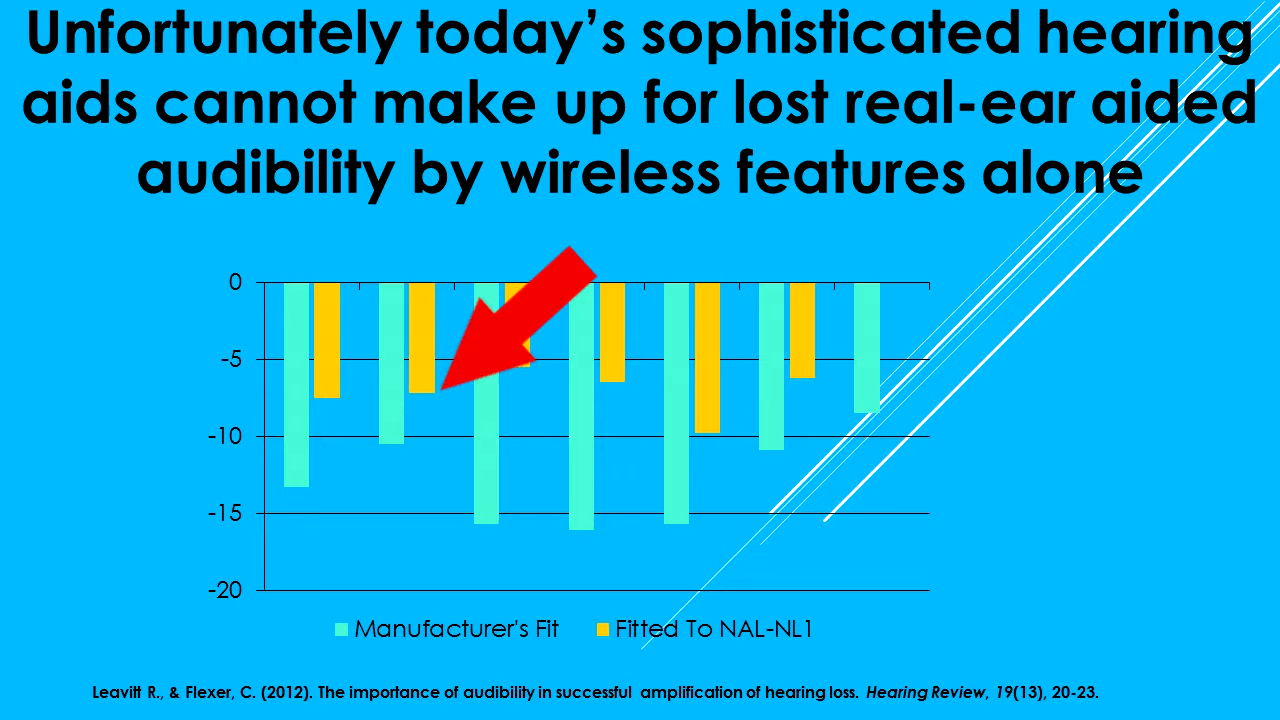 Unfortunately today’s sophisticated hearing
aids cannot make up for lost real-ear aided
audibility by wireless features alone
0
-5
-10
-15
-20
Manufacturer's Fit Fitted To NAL-NL1
Leavitt R., & Flexer, C. (2012). The importance of audibility in successful amplification of hearing loss. Hearing Review, 19(13), 20-23.